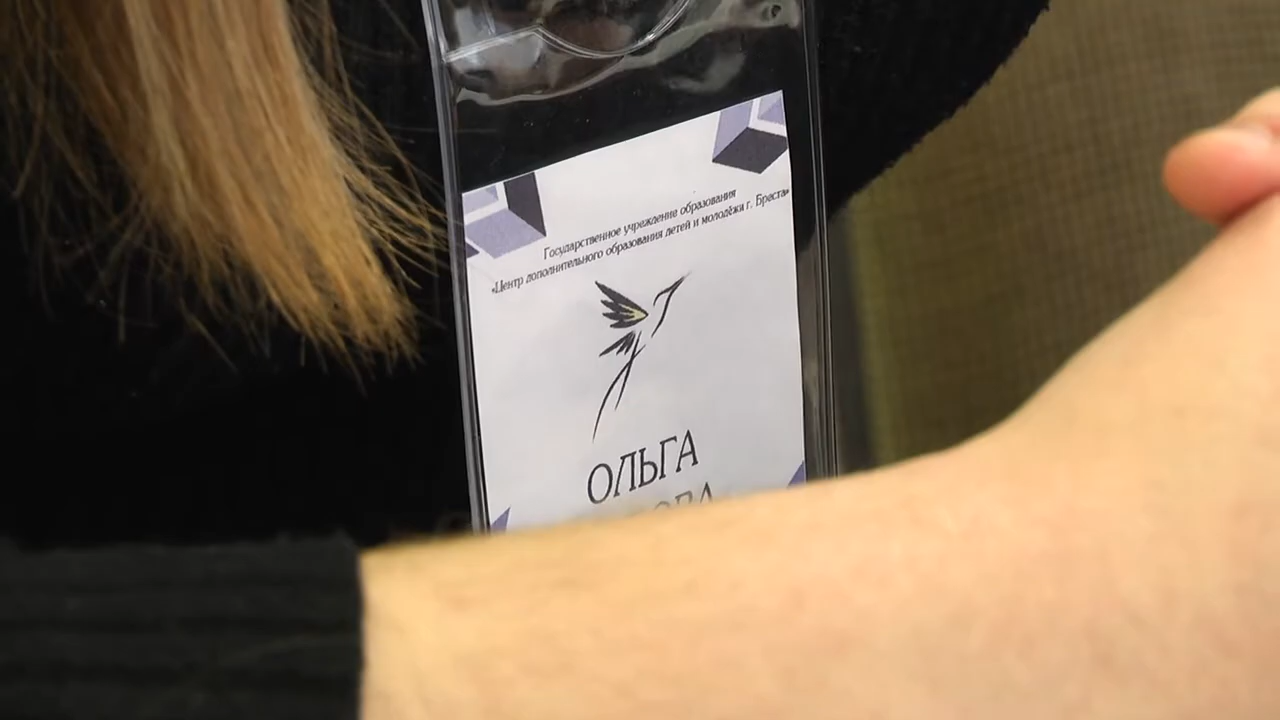 Государственное учреждение образования
«Центр дополнительного образования детей и молодёжи г. Бреста»
ОЛЬГА